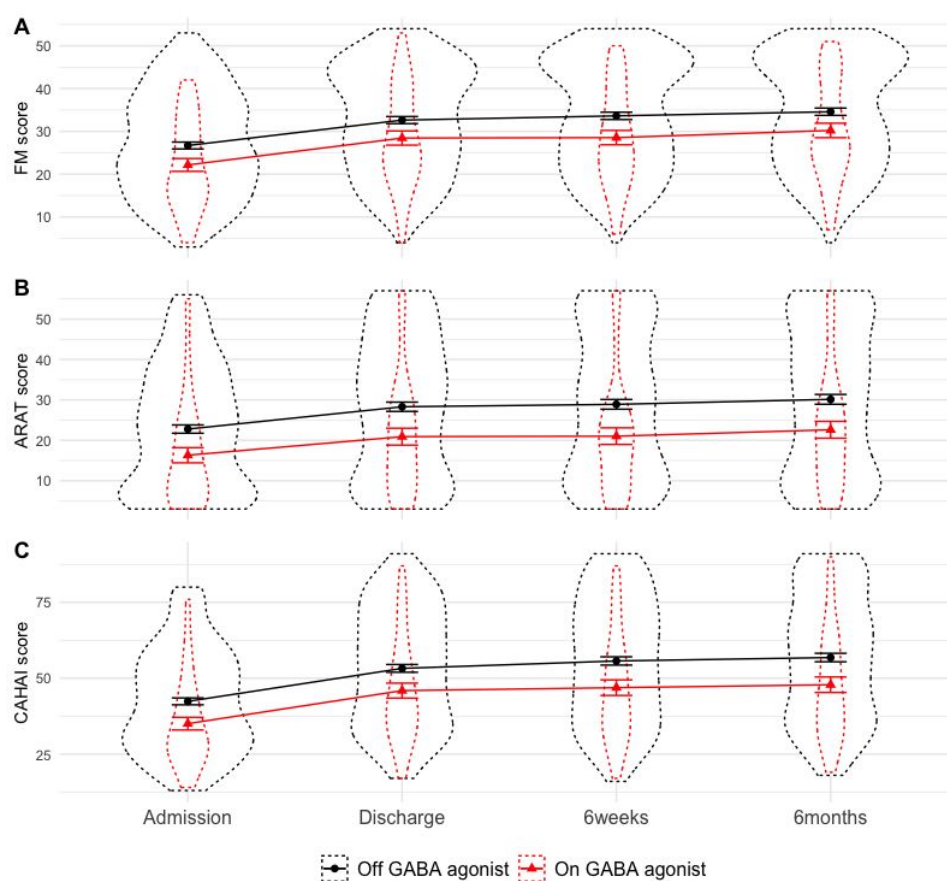 A
FM score
50
40
30
20
10
B
ARAT score
50
40
30
20
10
C
CAHAI score
75
50
25
Admission Discharge 6weeks 6months
Off GABA agonist On GABA agonist